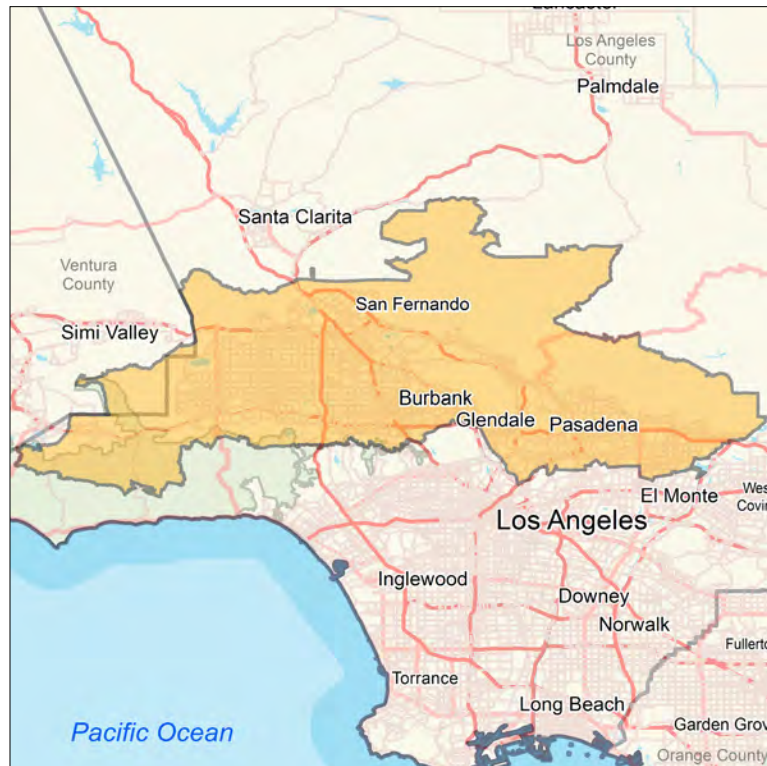 Lancaster
Los Angeles
County
Palmdale
Santa Clarita
Ventura
County
San Fernando
Simi Valley
Burbank
Glendale
Pasadena
El Monte
Los Angeles
Inglewood
Downey
Norwalk
Torrance
Long Beach
Pacific Ocean
Orange County